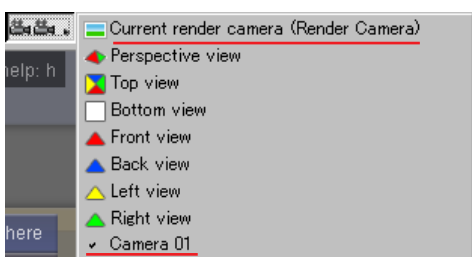 Current render camera (Render Camera)
Perspective view
help: h
Top view
Bottom view
Front view
Back view
Left view
Right view
here
Camera 01